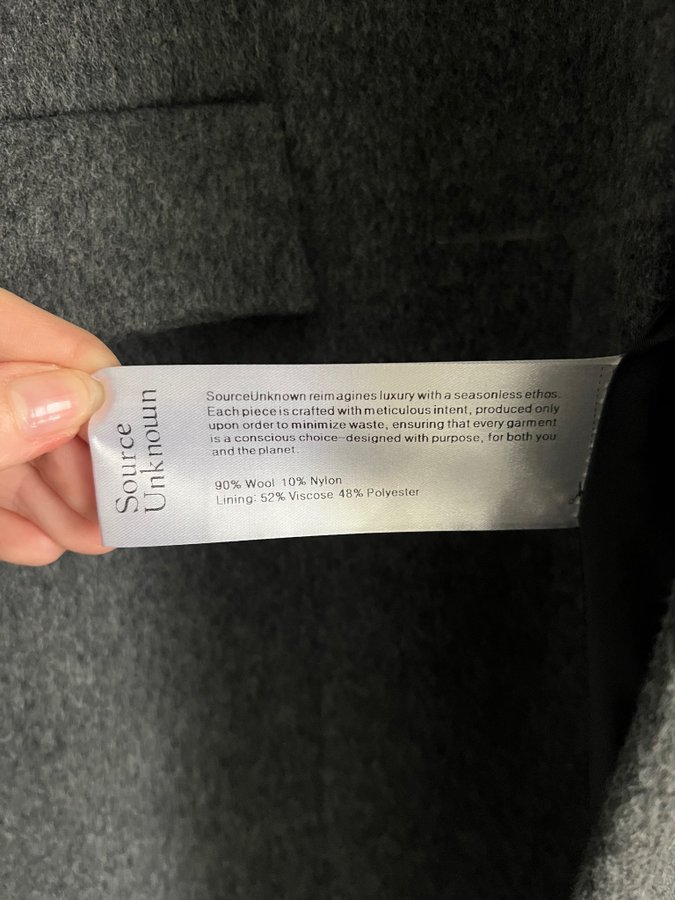 Source
Unknown
SourceUnknown reimagines luxury with a seasonless ethos.
Each piece is crafted with meticulous intent, produced only
upon order to minimize waste, ensuring that every garment
is a conscious choice—designed with purpose, for both you
and the planet.
90% Wool 10% Nylon
Lining: 52% Viscose 48% Polyester